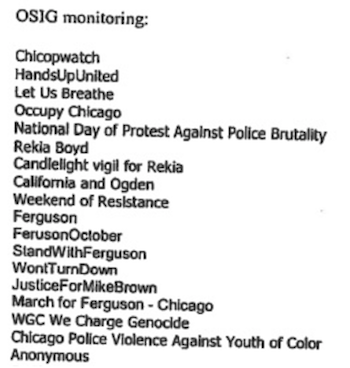 OSIG monitoring:
Chicopwatch
HandsUpUnited
Let Us Breathe
Occupy Chicago
National Day of Protest Against Police Brutality
Rekia Boyd
Candlelight vigil for Rekia
California and Ogden
Weekend of Resistance
Ferguson
FerusonOctober
StandWithFerguson
WontTurnDown
JusticeForMikeBrown
March for Ferguson - Chicago
WGC We Charge Genocide
Chicago Police Violence Against Youth of Color
Anonymous